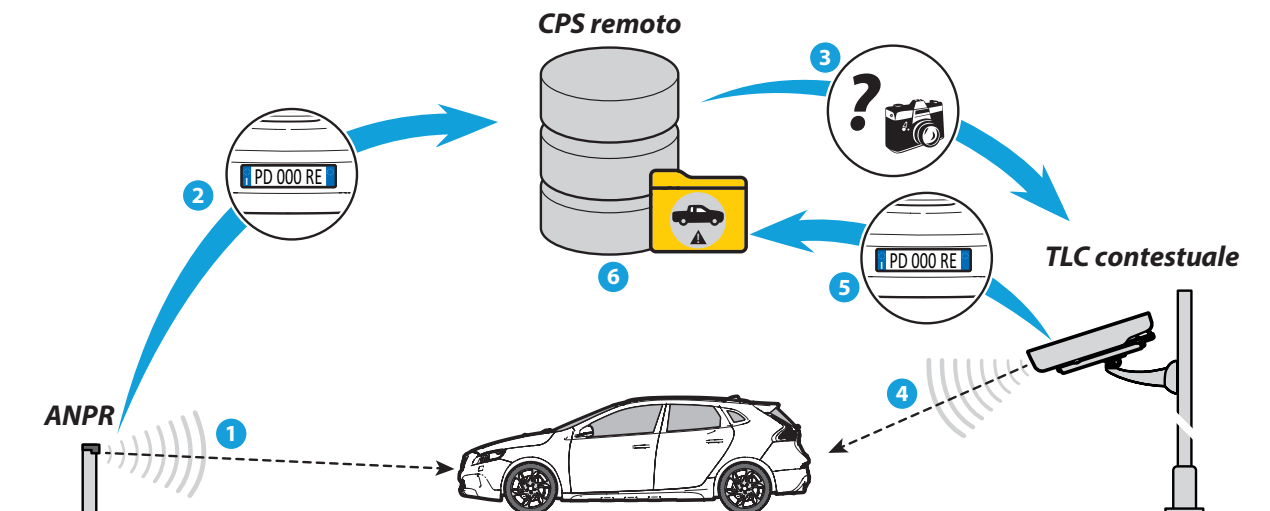 CPS remoto
3
2
I PD 000 RE
6
5
I PD 000 RE
TLC contestuale
4
ANPR
1